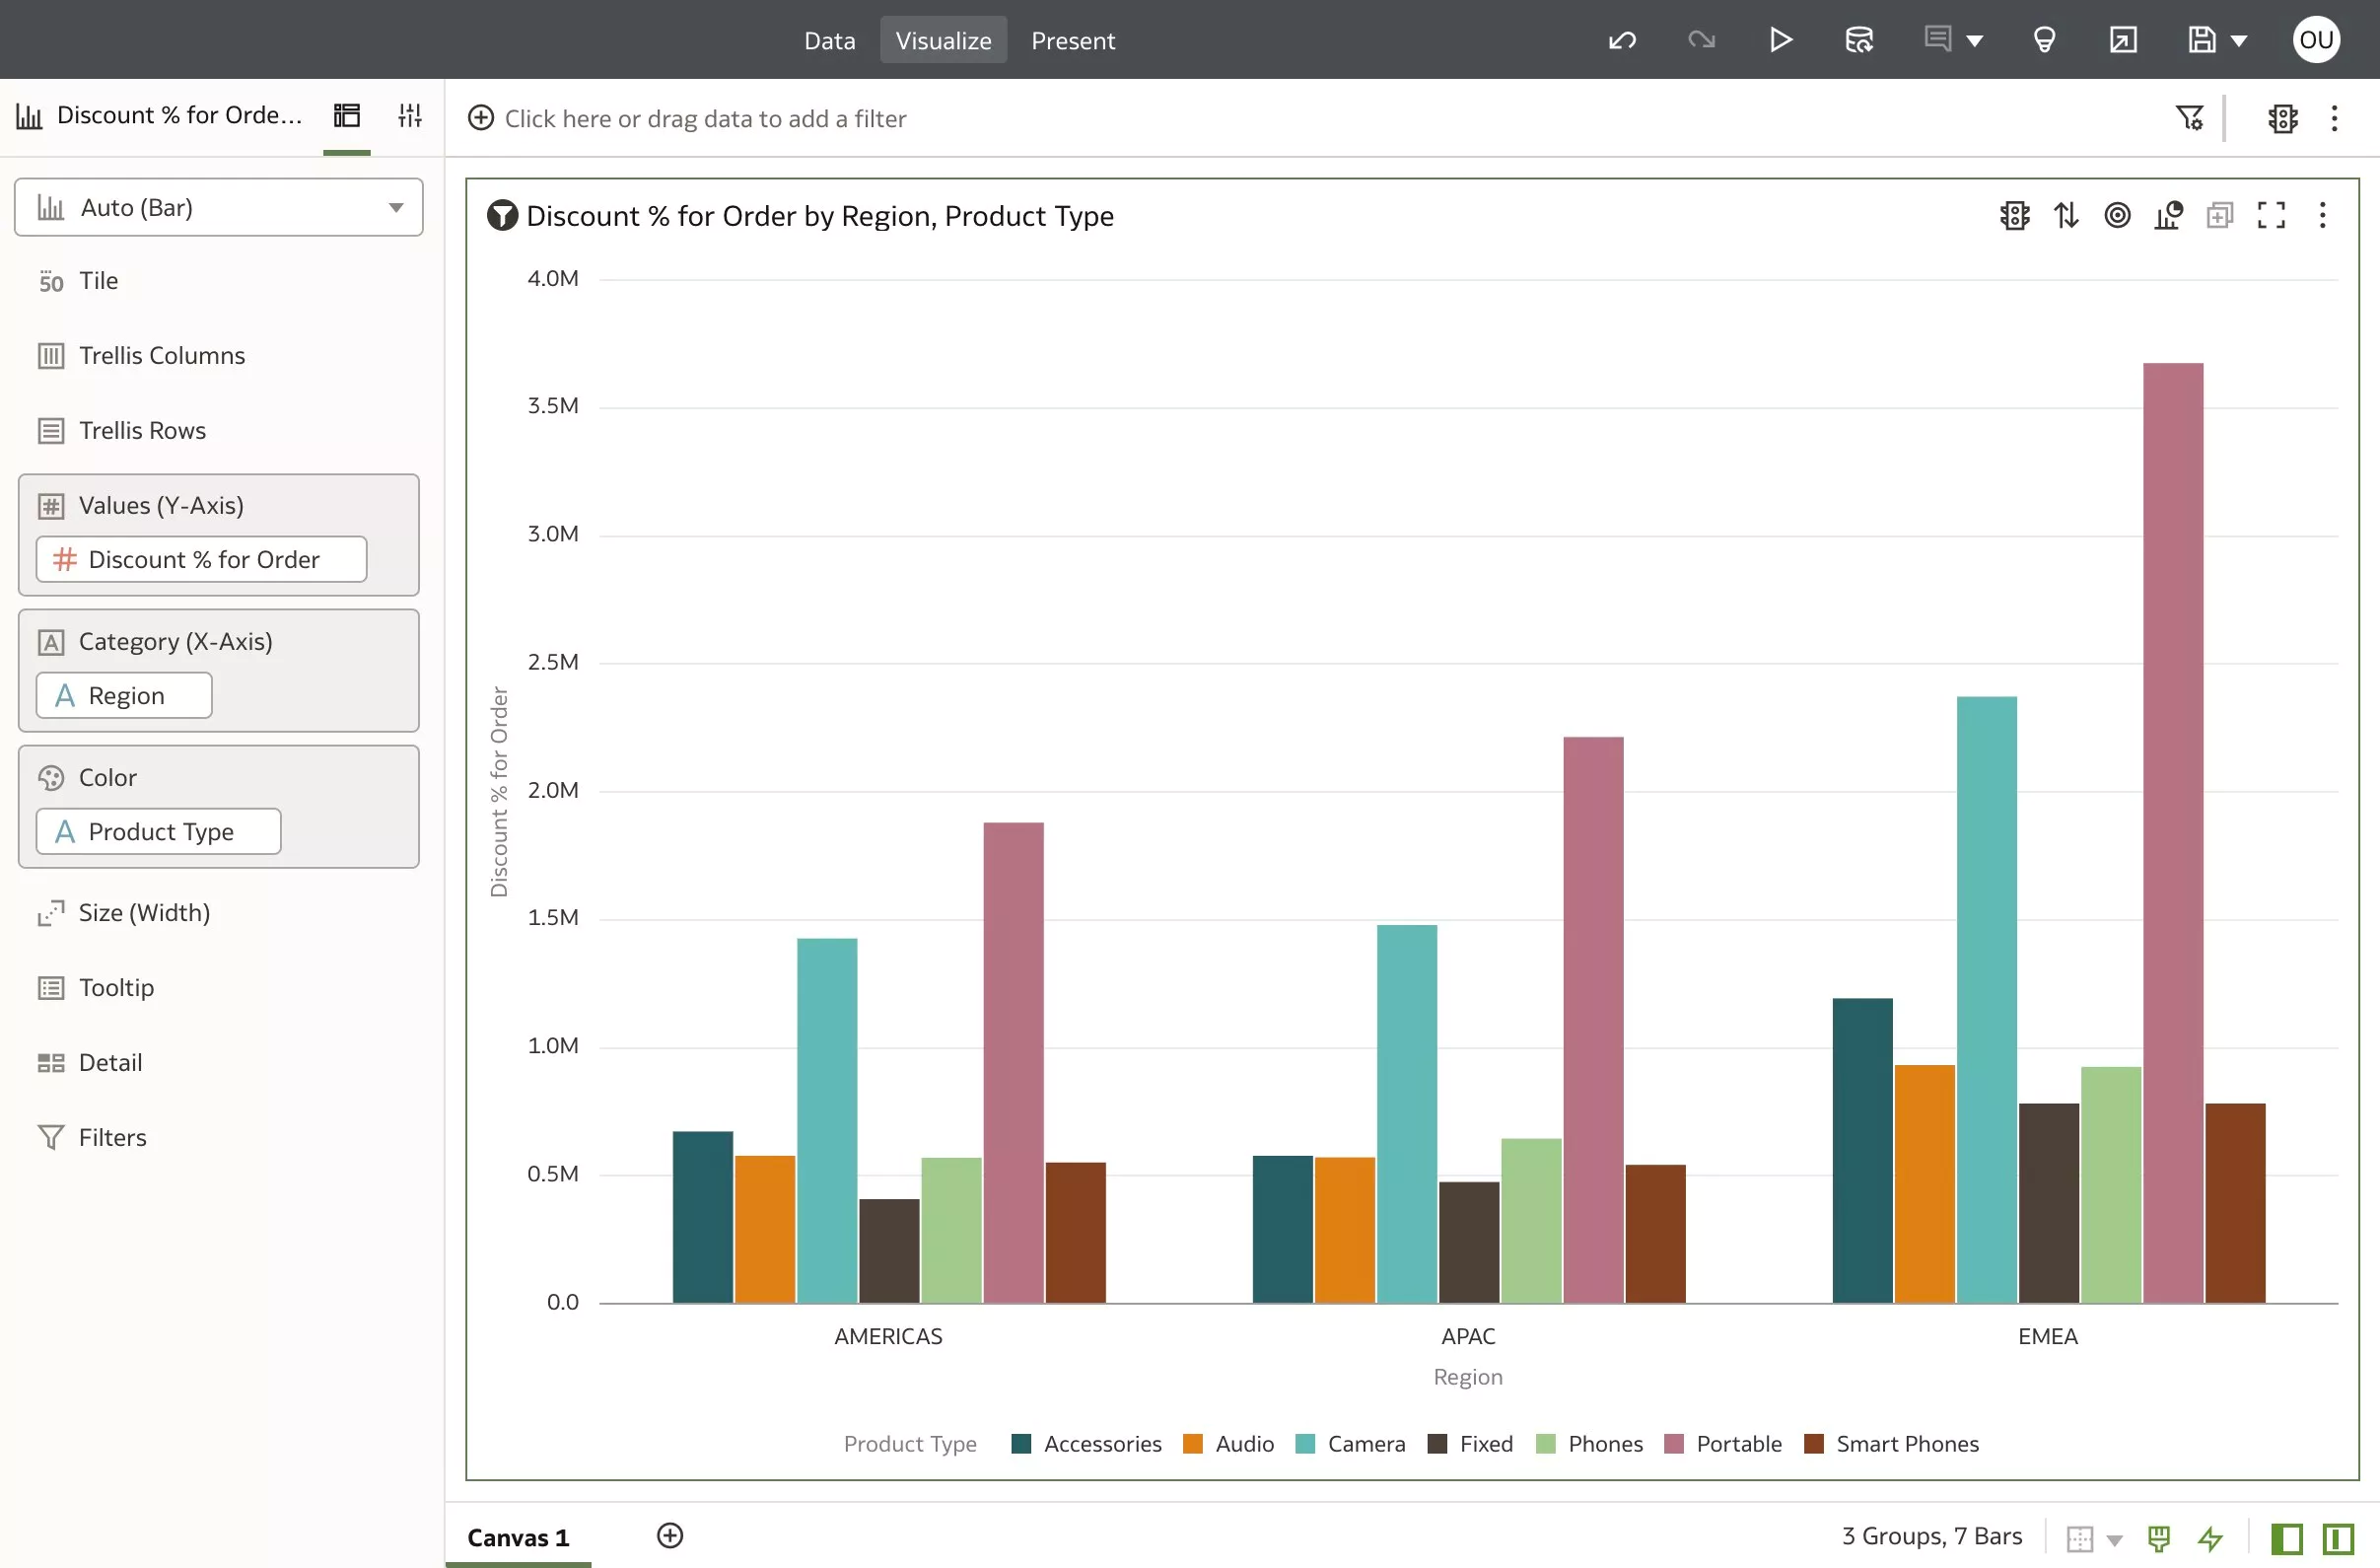 Data Visualize Present
OU
Discount % for Orde...
Click here or drag data to add a filter
Auto (Bar)
50 Tile
Trellis Columns
Trellis Rows
Values (Y-Axis)
# Discount % for Order
Category (X-Axis)
A Region
Color
A Product Type
Size (Width)
Tooltip
Detail
Filters
Discount % for Order by Region, Product Type
4.0M
3.5M
3.0M
2.5M
2.0M
1.5M
1.0M
0.5M
0.0
Discount % for Order
AMERICAS APAC EMEA
Region
Product Type Accessories Audio Camera Fixed Phones Portable Smart Phones
Canvas 1
3 Groups, 7 Bars